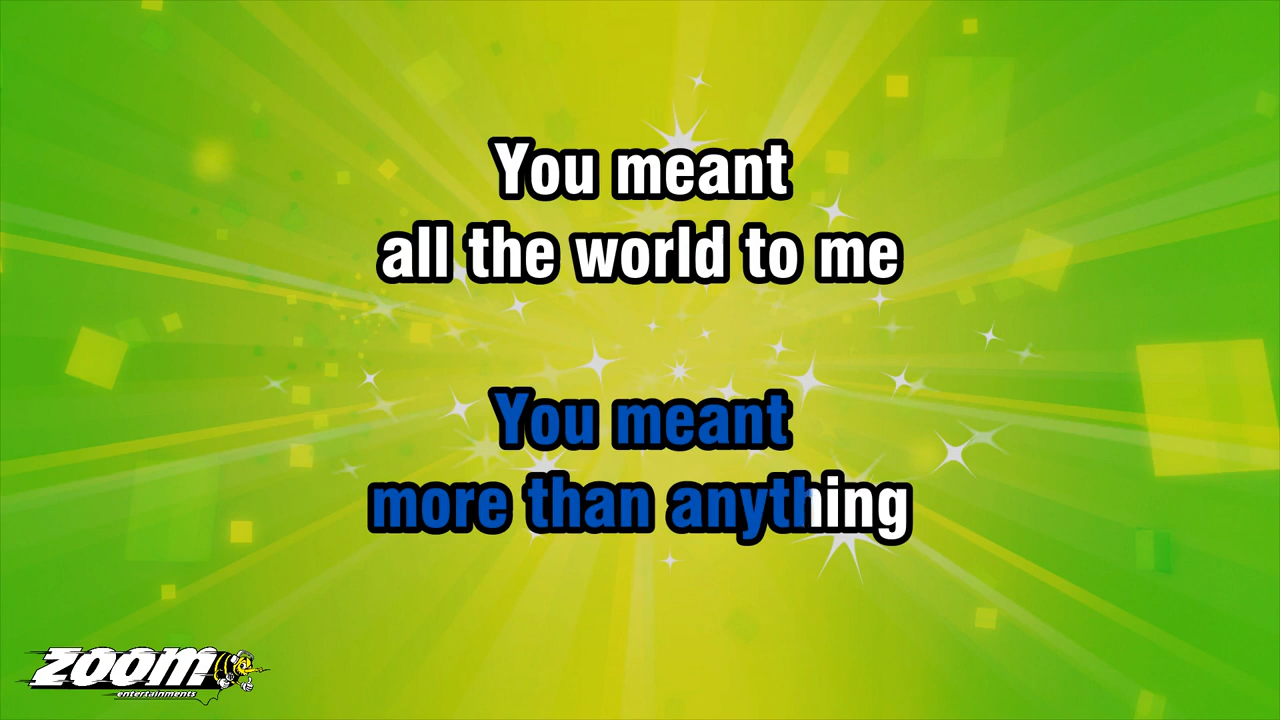 You meant
all the world to me
You meant
more than anything
ZOOM
entertainments